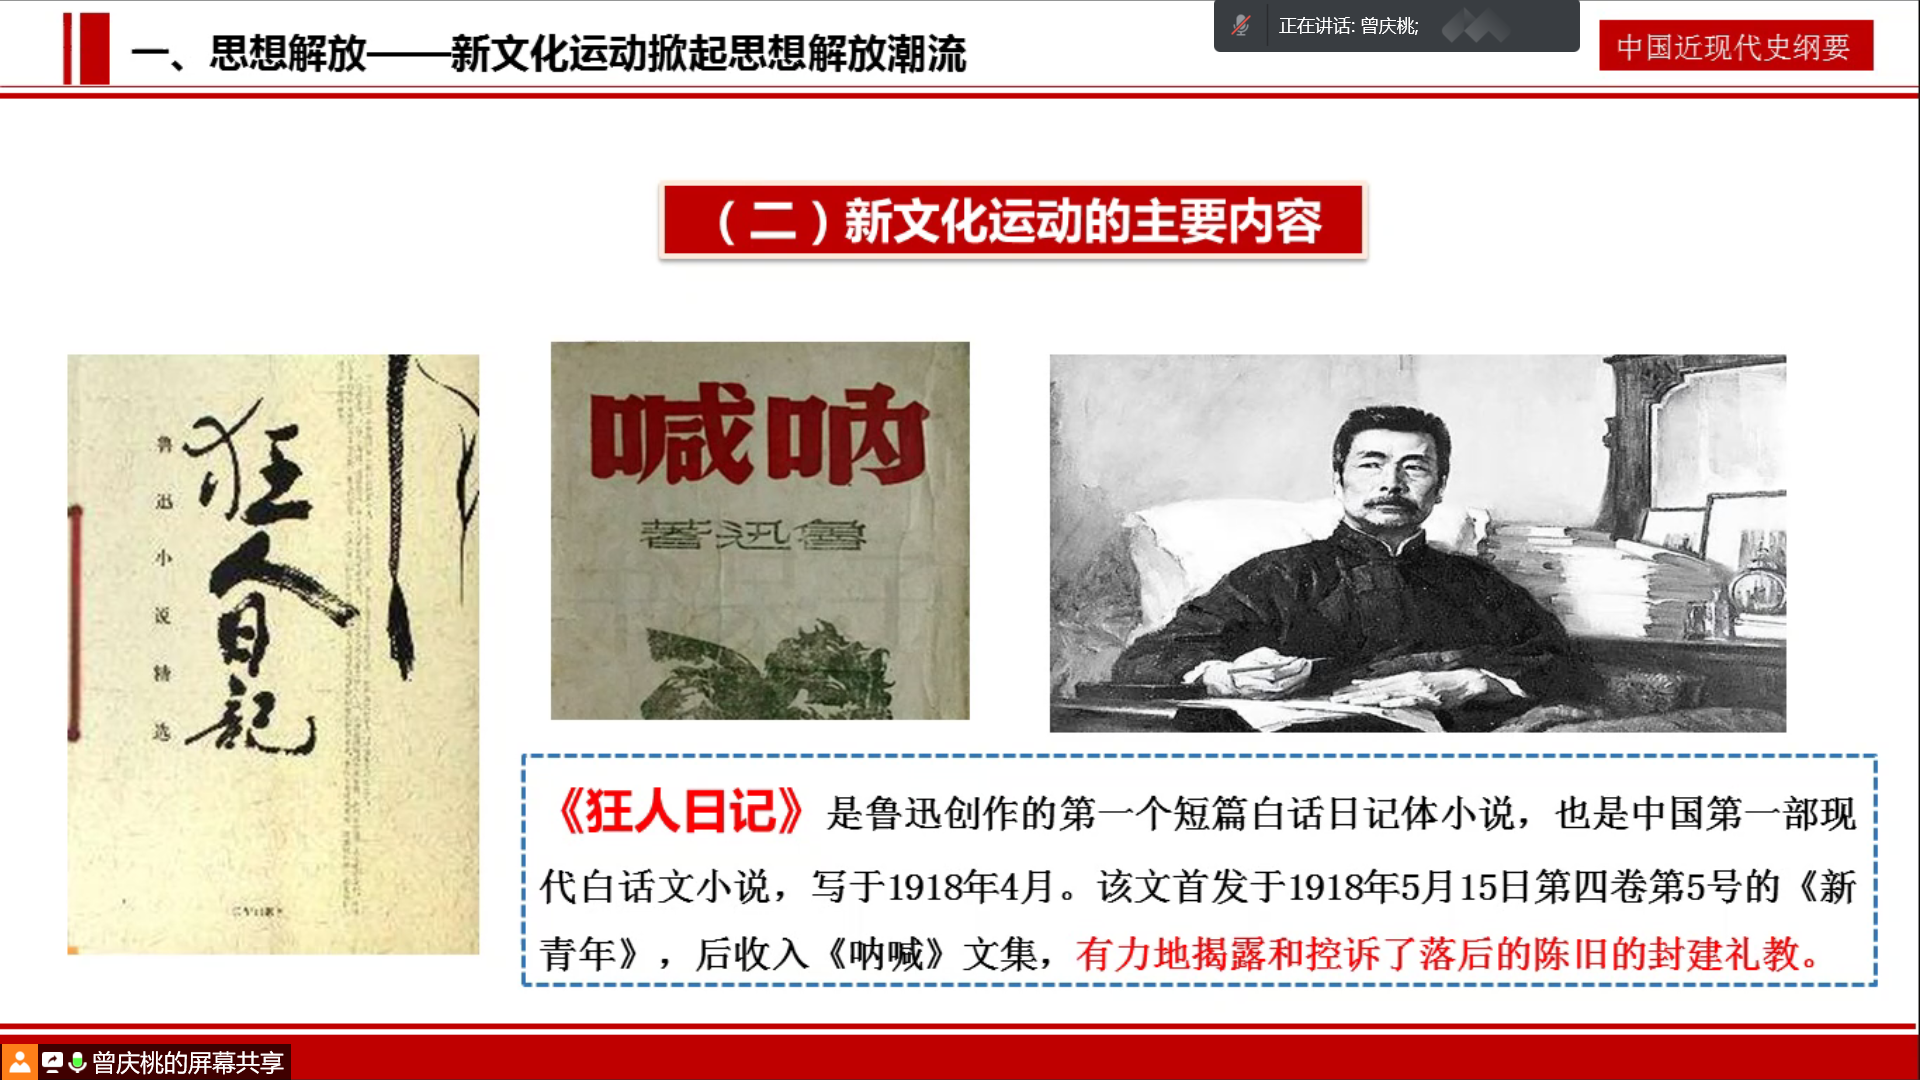 正在讲话: 曾庆桃;
一、思想解放——新文化运动掀起思想解放潮流
中国近现代史纲要
（二）新文化运动的主要内容
狂人日記
鲁迅小说精选
喊呐
著迅魯
《狂人日记》是鲁迅创作的第一个短篇白话日记体小说，也是中国第一部现
代白话文小说，写于1918年4月。该文首发于1918年5月15日第四卷第5号的《新
青年》，后收入《呐喊》文集，有力地揭露和控诉了落后的陈旧的封建礼教。
曾庆桃的屏幕共享